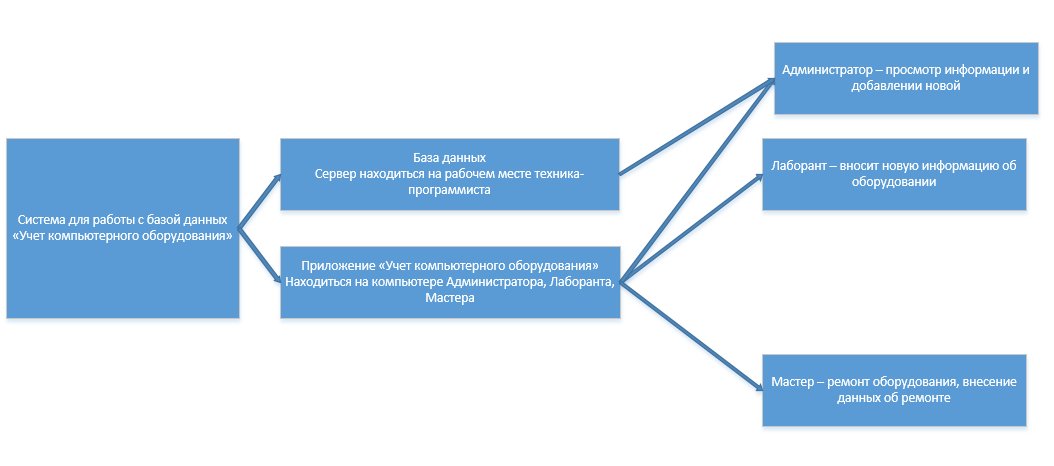 Система для работы с базой данных
«Учет компьютерного оборудования»
База данных
Сервер находиться на рабочем месте техника-
программиста
Приложение «Учет компьютерного оборудования»
Находиться на компьютере Администратора, Лаборанта,
Мастера
Администратор – просмотр информации и
добавлении новой
Лаборант – вносит новую информацию об
оборудовании
Мастер – ремонт оборудования, внесение
данных об ремонте